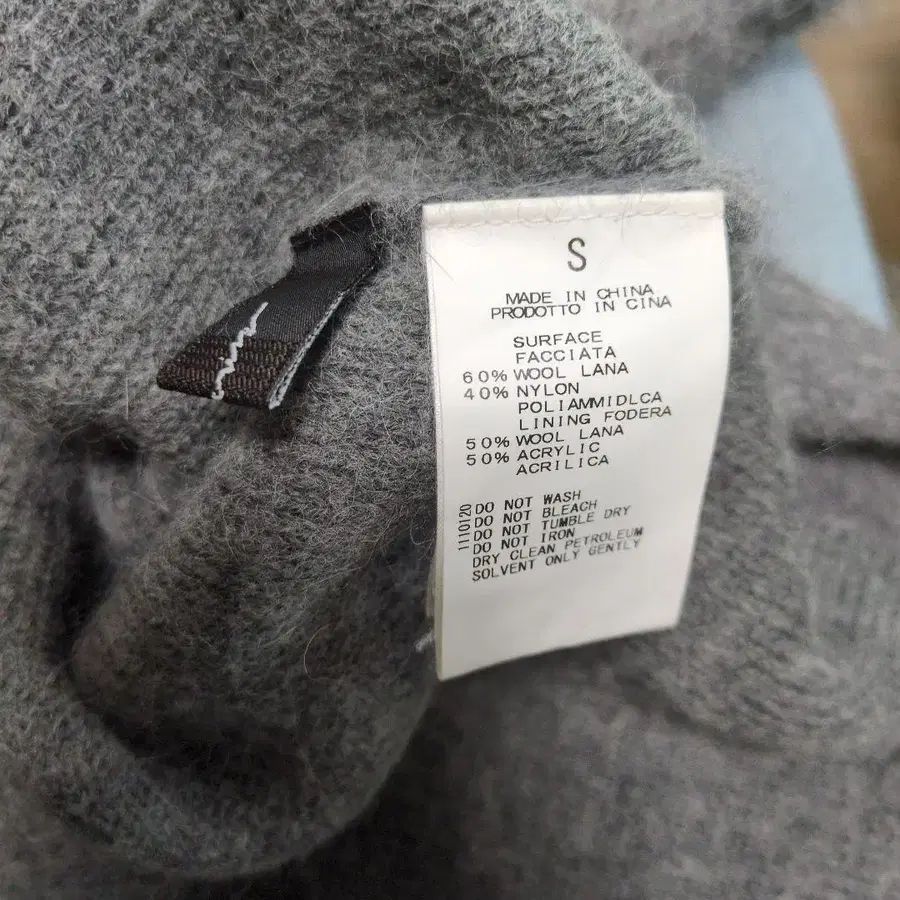 S
MADE IN CHINA
PRODOTTO IN CINA
SURFACE
FACCIATA
60% WOOL LANA
40% NYLON
POLIAMMIDLCA
LINING FODERA
50% WOOL LANA
50% ACRYLIC
ACRILICA
1110120
DO NOT WASH
DO NOT BLEACH
DO NOT TUMBLE DRY
DO NOT IRON
DRY CLEAN PETROLEUM
SOLVENT ONLY GENTLY